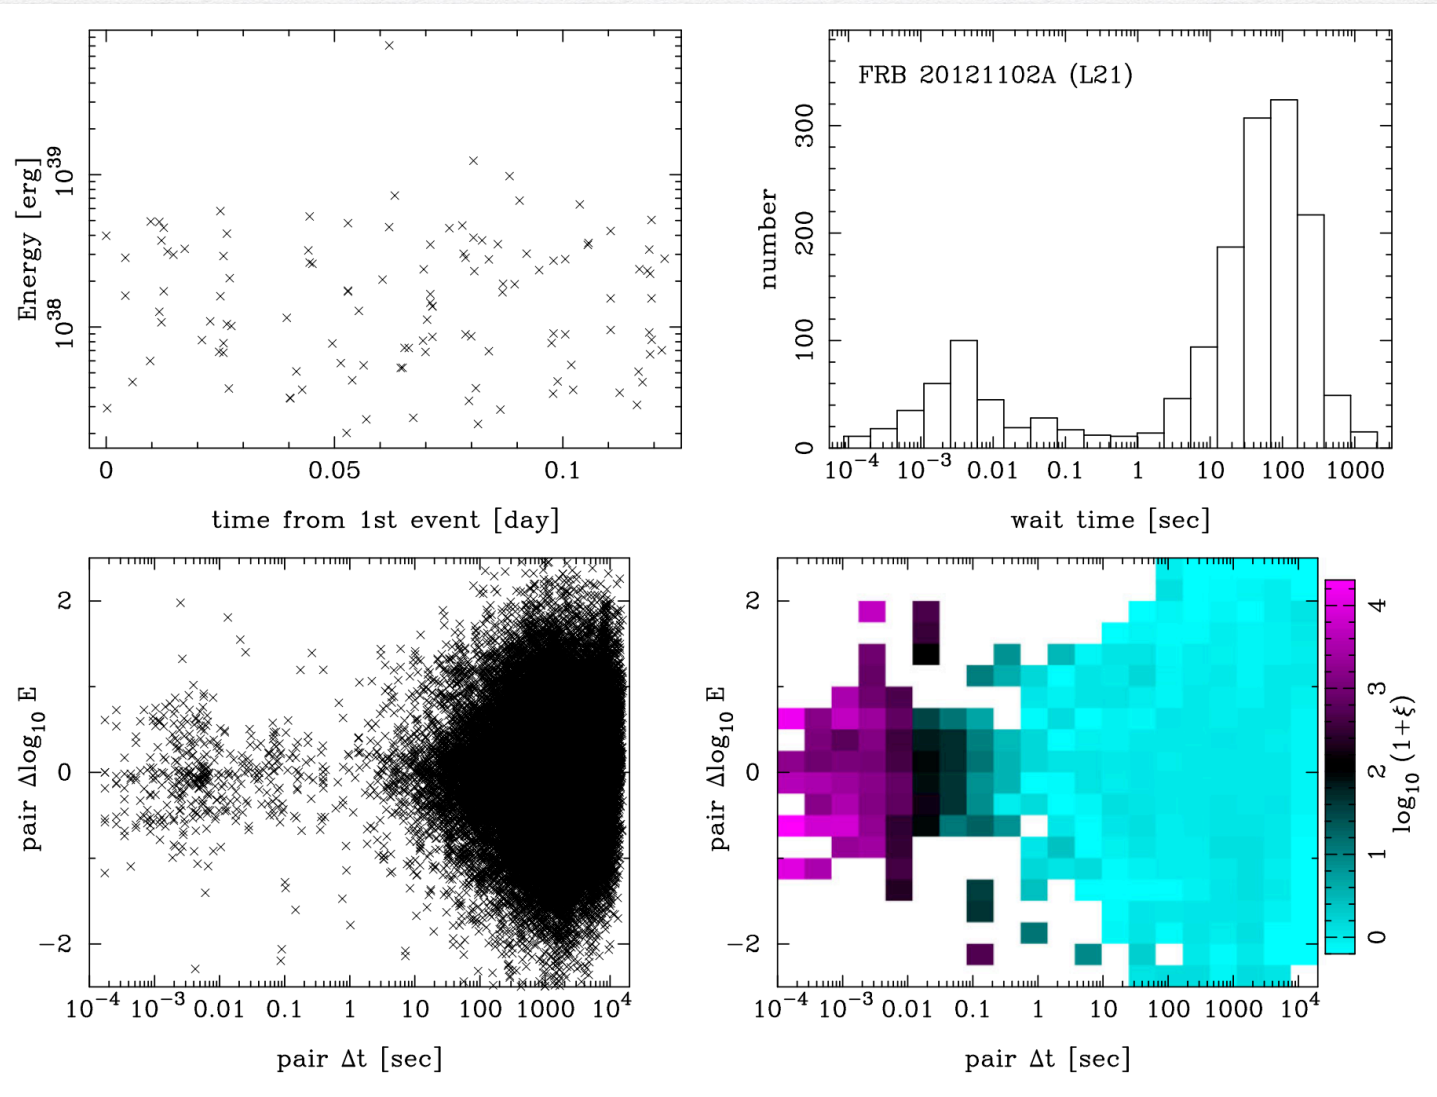 Energy [erg]
10^39
10^38
0 0.05 0.1
time from 1st event [day]
FRB 20121102A (L21)
number
300
200
100
0
10^−4 10^−3 0.01 0.1 1 10 100 1000
wait time [sec]
pair Δlog10 E
2
0
−2
10^−4 10^−3 0.01 0.1 1 10 100 1000 10^4
pair Δt [sec]
pair Δlog10 E
2
0
−2
10^−4 10^−3 0.01 0.1 1 10 100 1000 10^4
pair Δt [sec]
4
3
2
1
0
log10 (1+ξ)